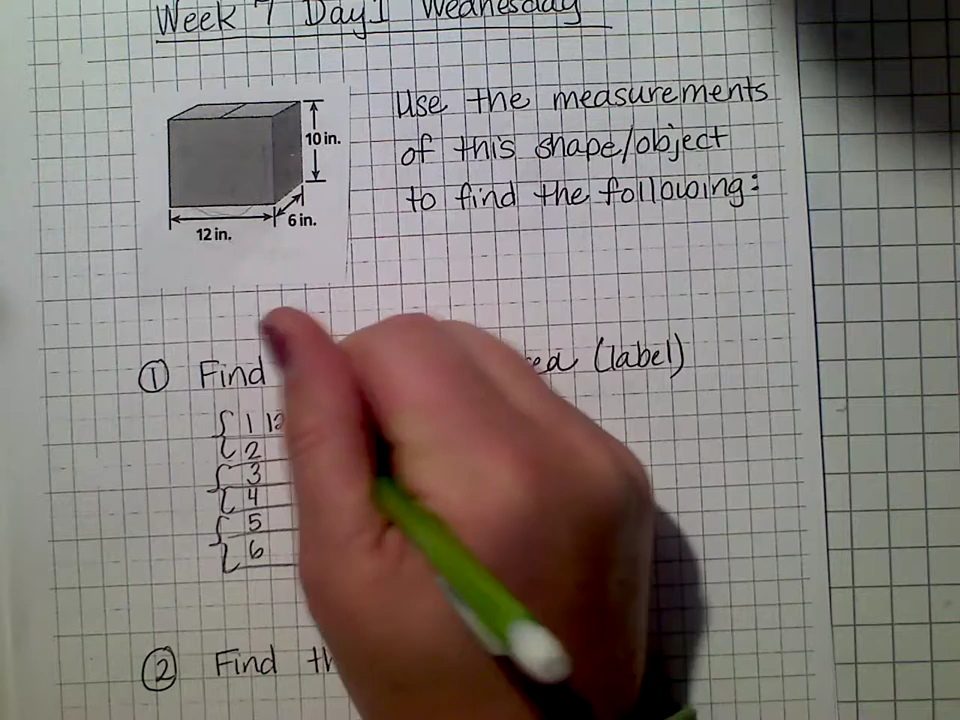 Week 7 Day 1 Wednesday
10 in.
6 in.
12 in.
Use the measurements
of this shape/object
to find the following:
① Find (label)
1 12
2
3
4
5
6
② Find